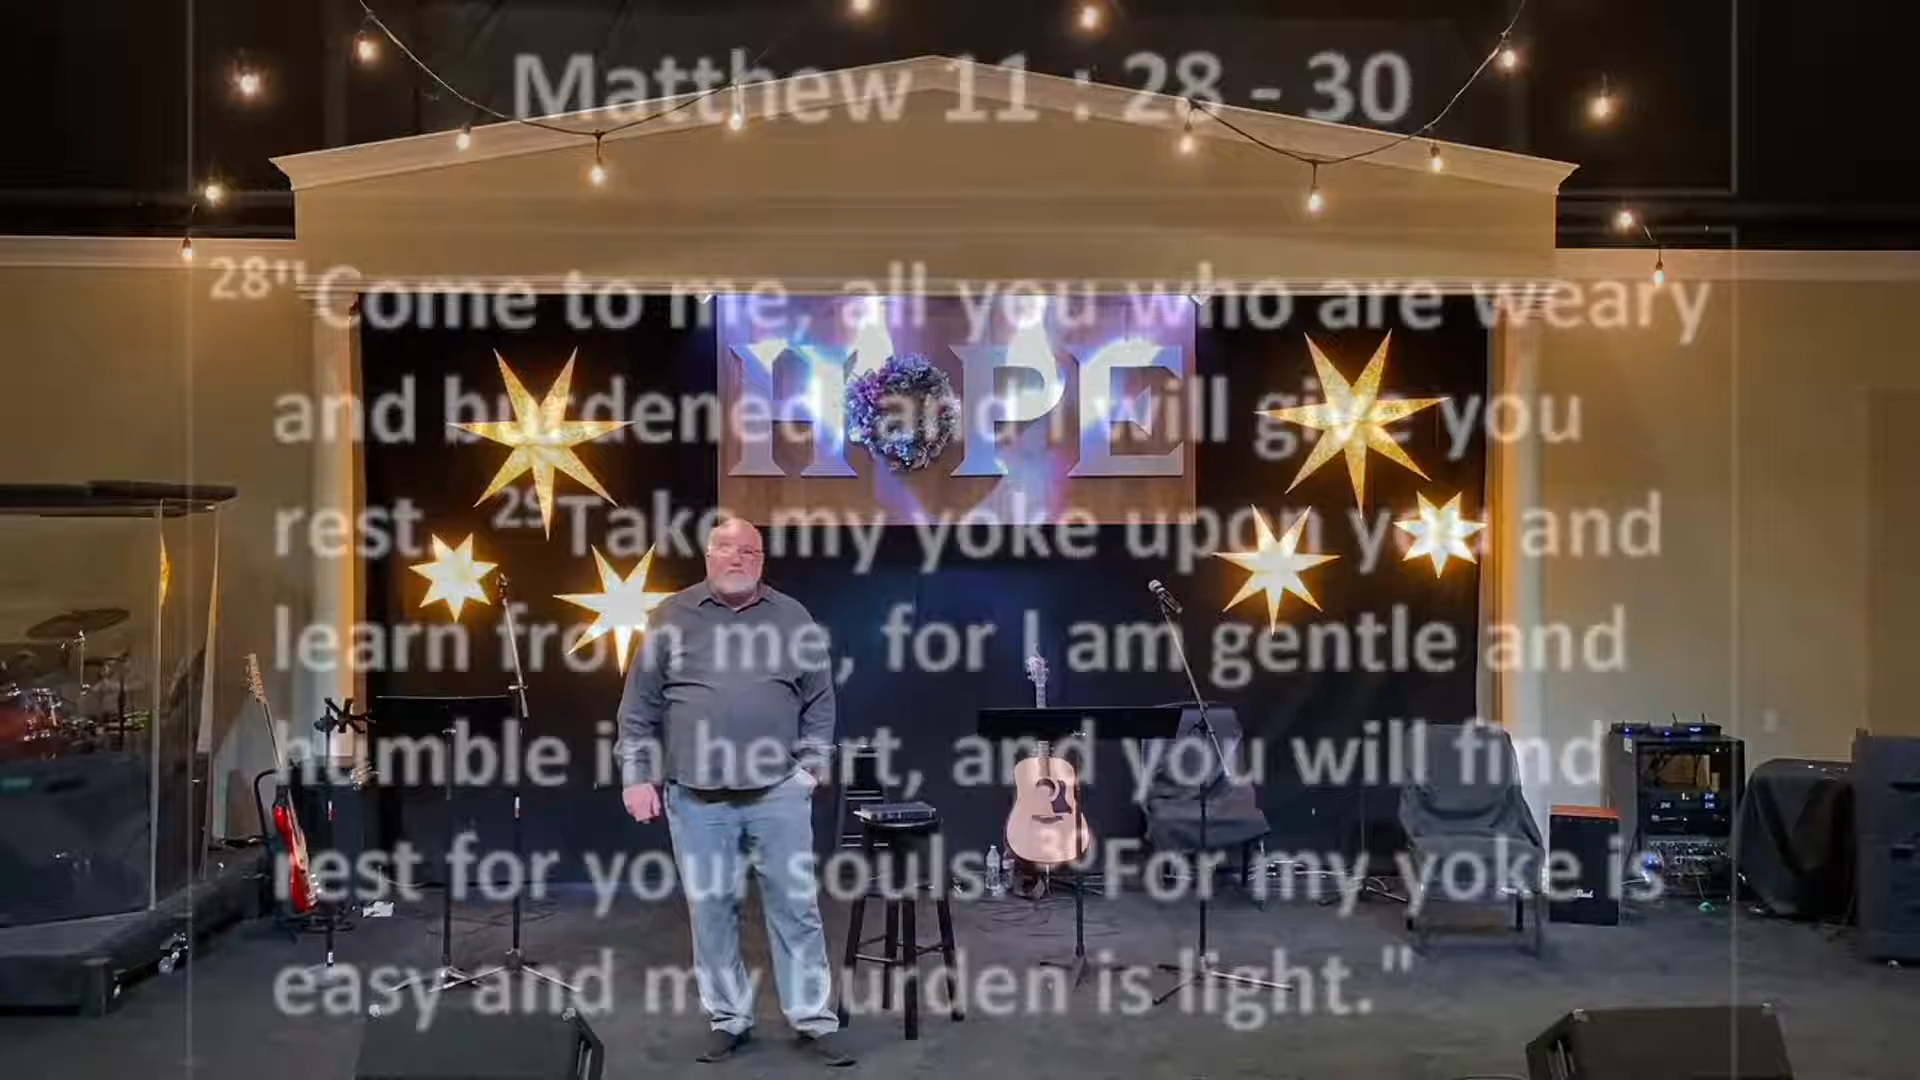 Matthew 11 : 28 - 30
28"Come to me, all you who are weary
and burdened, and I will give you
rest. 29Take my yoke upon you and
learn from me, for I am gentle and
humble in heart, and you will find
rest for your souls. 30For my yoke is
easy and my burden is light."
HOPE